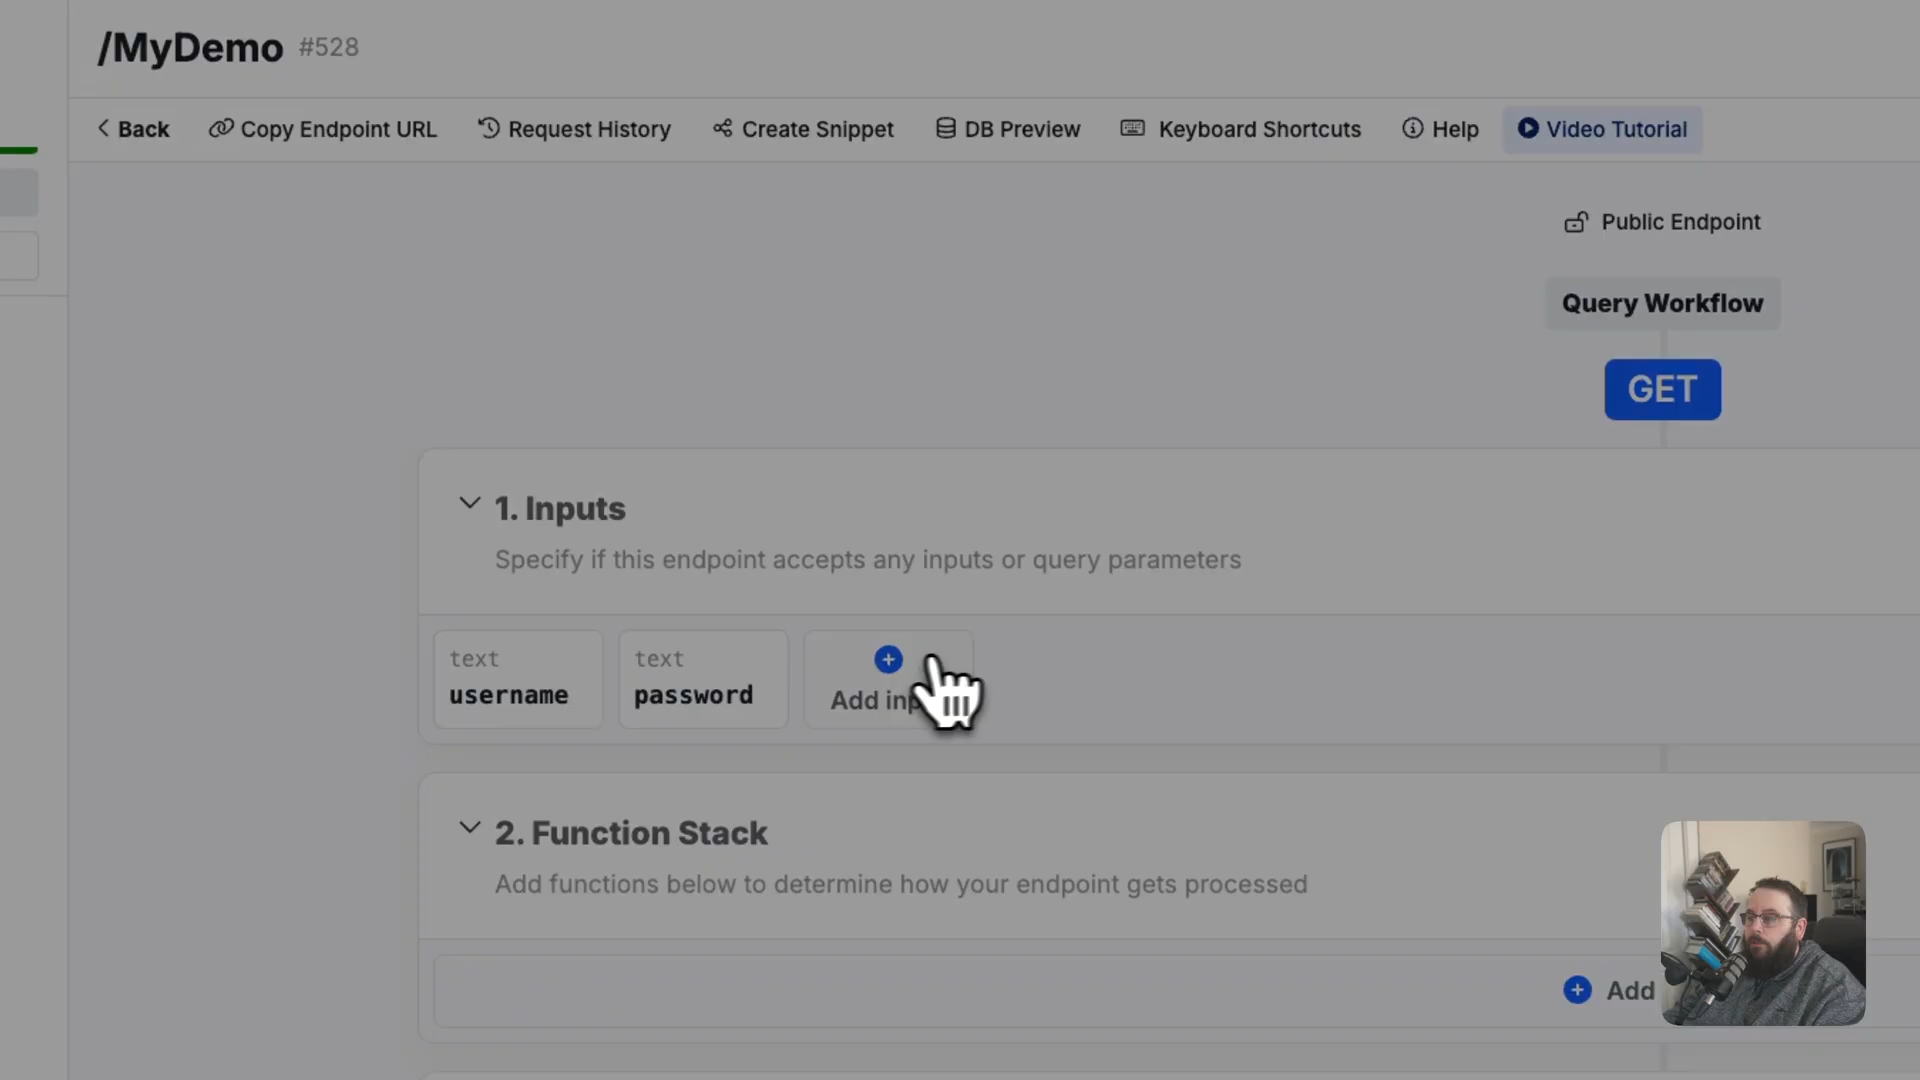 /MyDemo #528
Back Copy Endpoint URL Request History Create Snippet DB Preview Keyboard Shortcuts Help Video Tutorial
Public Endpoint
Query Workflow
GET
1. Inputs
Specify if this endpoint accepts any inputs or query parameters
text
username
text
password
Add inp
2. Function Stack
Add functions below to determine how your endpoint gets processed
Add